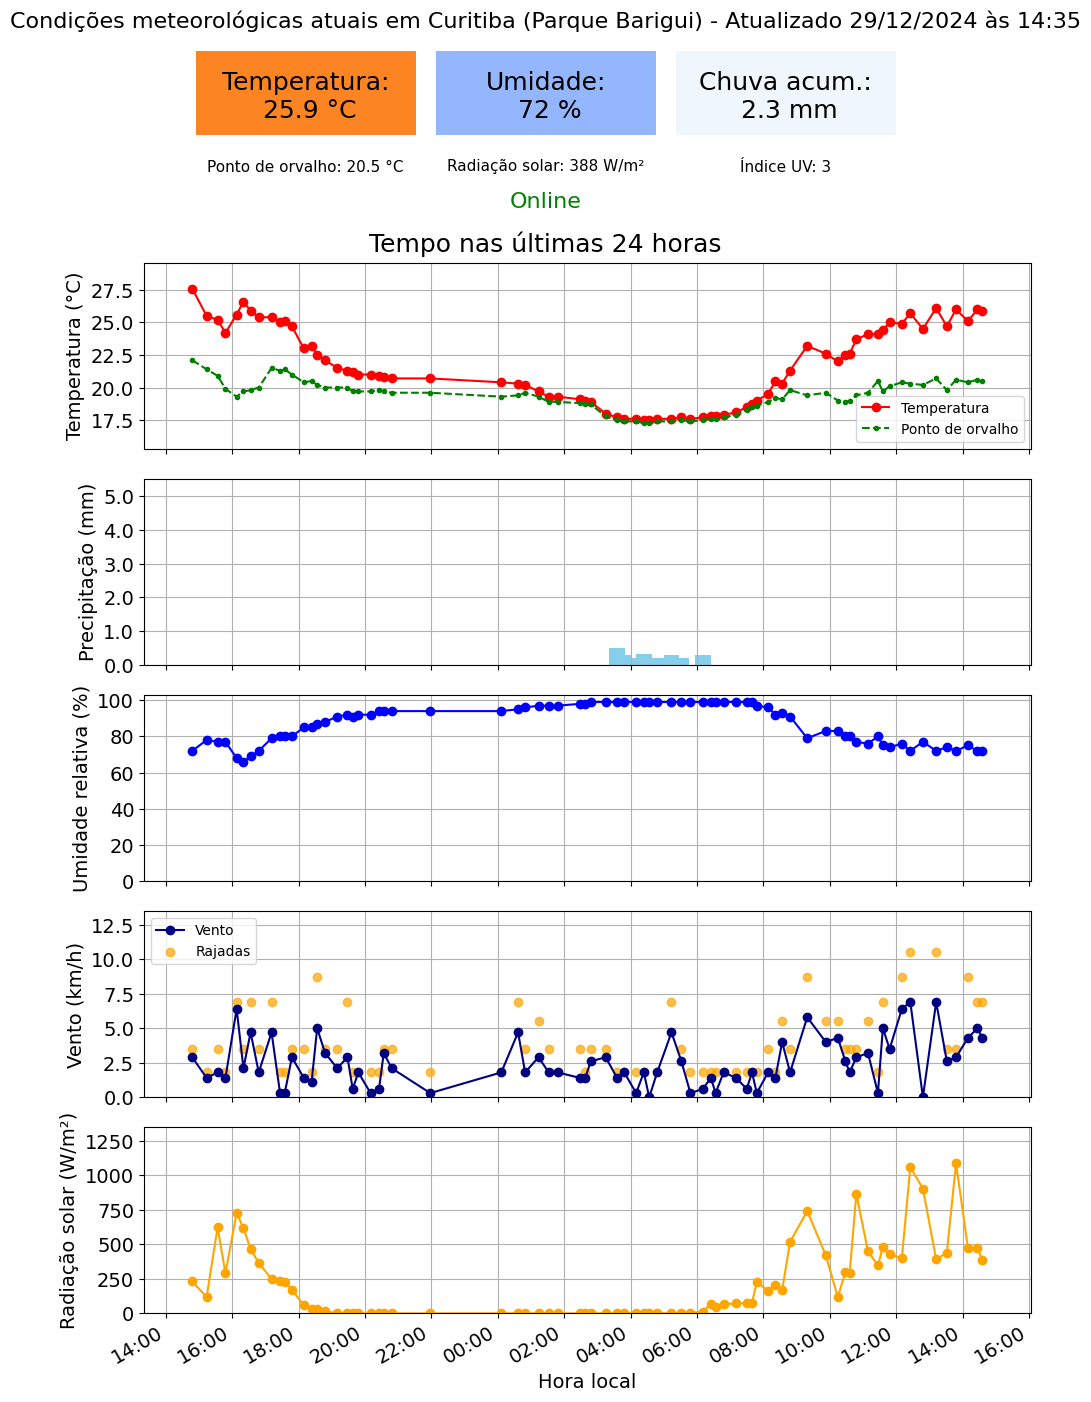 Condições meteorológicas atuais em Curitiba (Parque Barigui) - Atualizado 29/12/2024 às 14:35
Temperatura:
25.9 °C
Umidade:
72 %
Chuva acum.:
2.3 mm
Ponto de orvalho: 20.5 °C
Radiação solar: 388 W/m²
Índice UV: 3
Online
Tempo nas últimas 24 horas
Temperatura (°C)
27.5
25.0
22.5
20.0
17.5
Temperatura
Ponto de orvalho
Precipitação (mm)
5.0
4.0
3.0
2.0
1.0
0.0
Umidade relativa (%)
100
80
60
40
20
0
Vento (km/h)
12.5
10.0
7.5
5.0
2.5
0.0
Vento
Rajadas
Radiação solar (W/m²)
1250
1000
750
500
250
0
14:00
16:00
18:00
20:00
22:00
00:00
02:00
04:00
06:00
08:00
10:00
12:00
14:00
16:00
Hora local